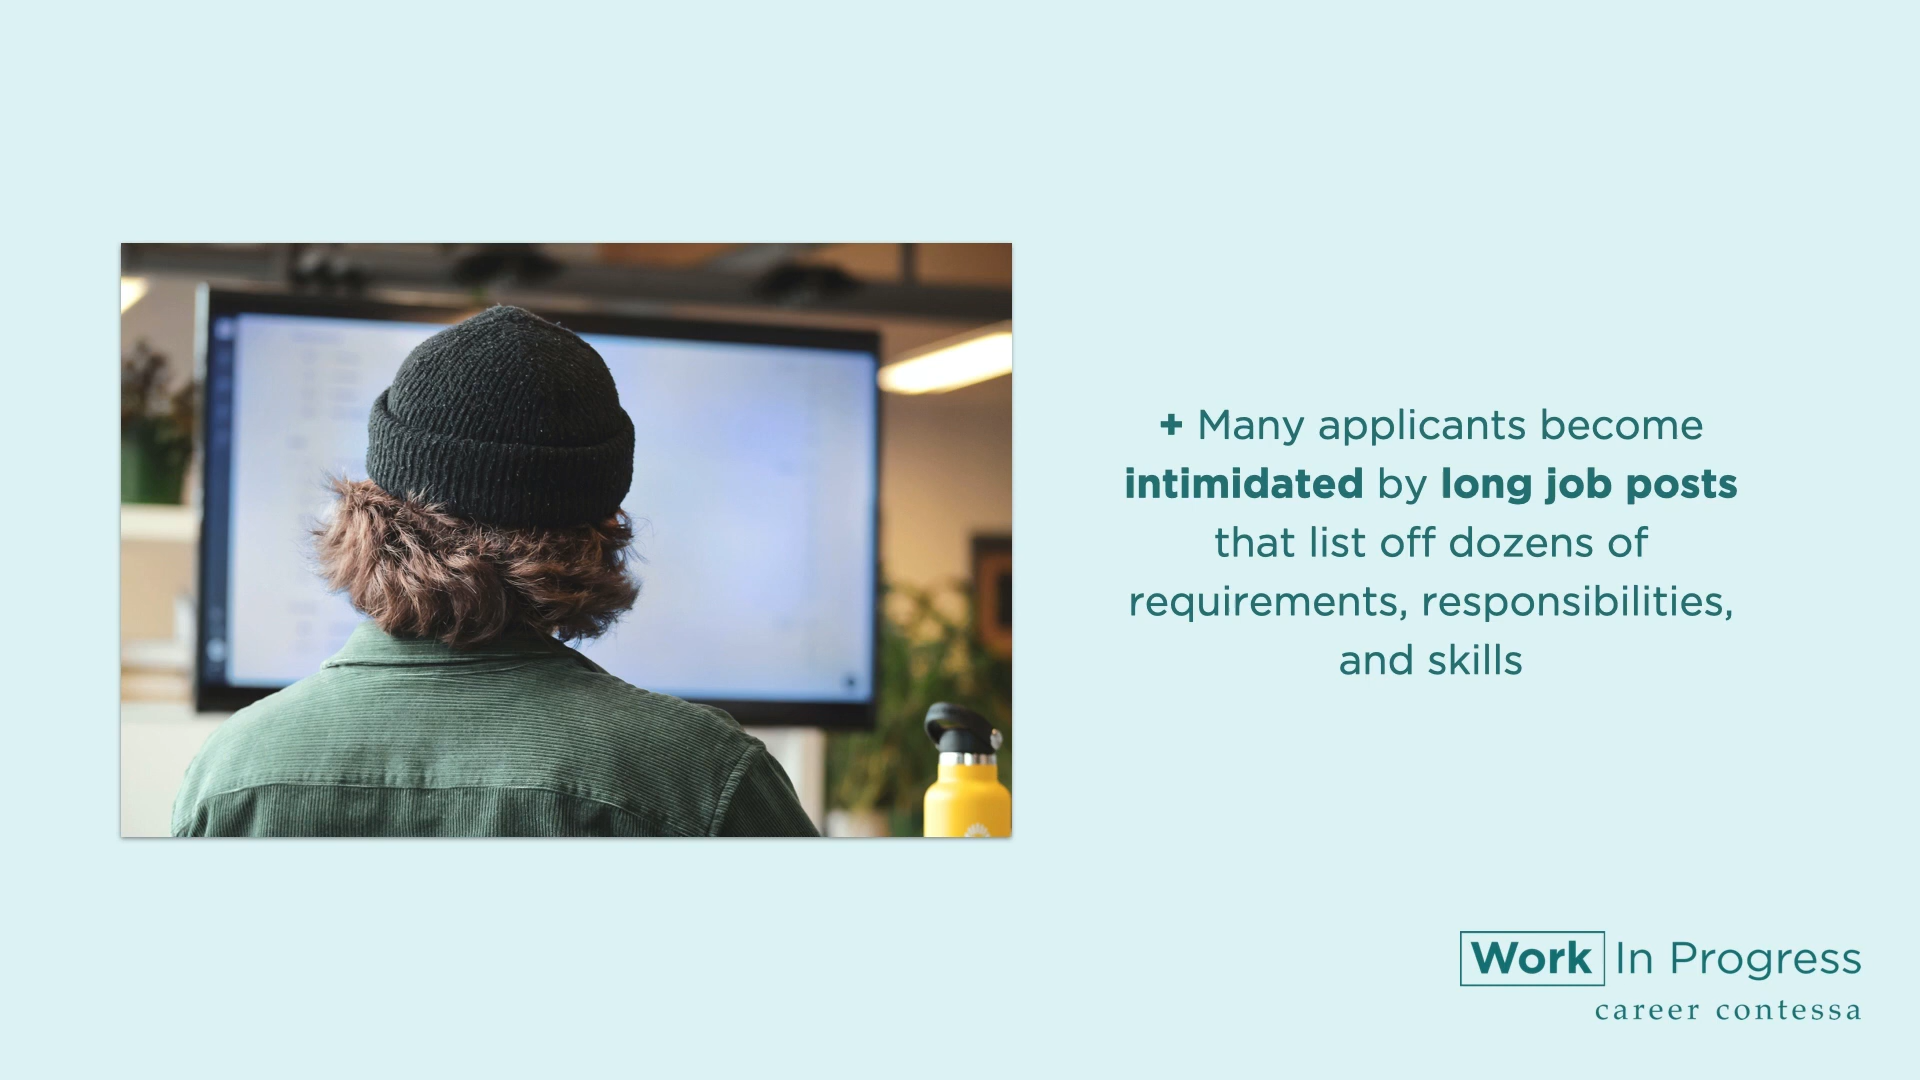 + Many applicants become
intimidated by long job posts
that list off dozens of
requirements, responsibilities,
and skills
Work In Progress
career contessa